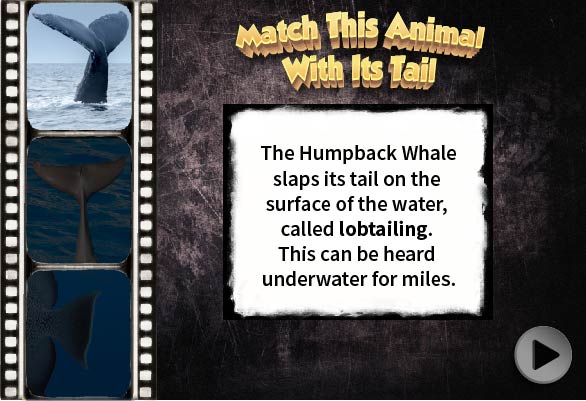 Match This Animal
With Its Tail
The Humpback Whale
slaps its tail on the
surface of the water,
called lobtailing.
This can be heard
underwater for miles.